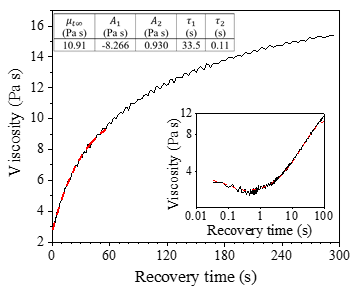 16
14
12
10
8
6
4
2
Viscosity (Pa s)
μt∞ A1 A2 τ1 τ2
(Pa s) (Pa s) (Pa s) (s) (s)
10.91 -8.266 0.930 33.5 0.11
12
8
4
Viscosity (Pa s)
0.01 0.1 1 10 100
Recovery time (s)
0 60 120 180 240 300
Recovery time (s)